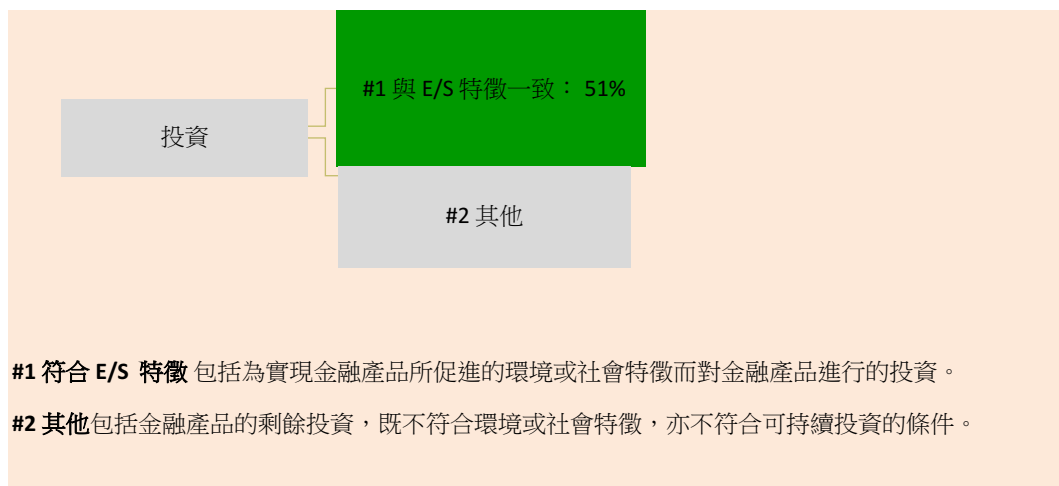 #1 與 E/S 特徵一致： 51%
投資
#2 其他
#1 符合 E/S 特徵 包括為實現金融產品所促進的環境或社會特徵而對金融產品進行的投資。
#2 其他包括金融產品的剩餘投資，既不符合環境或社會特徵，亦不符合可持續投資的條件。